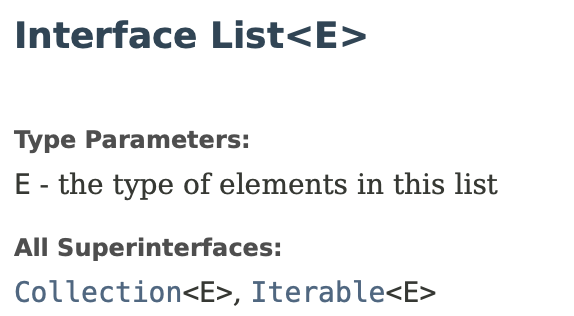 Interface List<E>
Type Parameters:
E - the type of elements in this list
All Superinterfaces:
Collection<E>, Iterable<E>